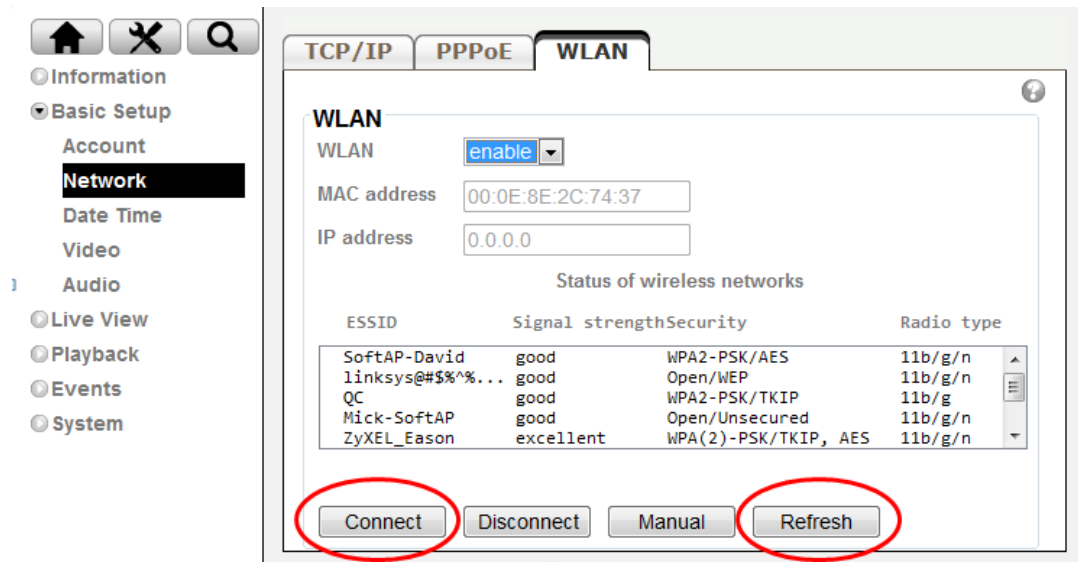 Information
Basic Setup
Account
Network
Date Time
Video
Audio
Live View
Playback
Events
System
TCP/IP PPPoE WLAN
WLAN
WLAN enable
MAC address 00:0E:8E:2C:74:37
IP address 0.0.0.0
Status of wireless networks
ESSID Signal strengthSecurity Radio type
SoftAP-David good WPA2-PSK/AES 11b/g/n
linksys@#$%^%... good Open/WEP 11b/g/n
QC good WPA2-PSK/TKIP 11b/g
Mick-SoftAP good Open/Unsecured 11b/g/n
ZyXEL_Eason excellent WPA(2)-PSK/TKIP, AES 11b/g/n
Connect Disconnect Manual Refresh